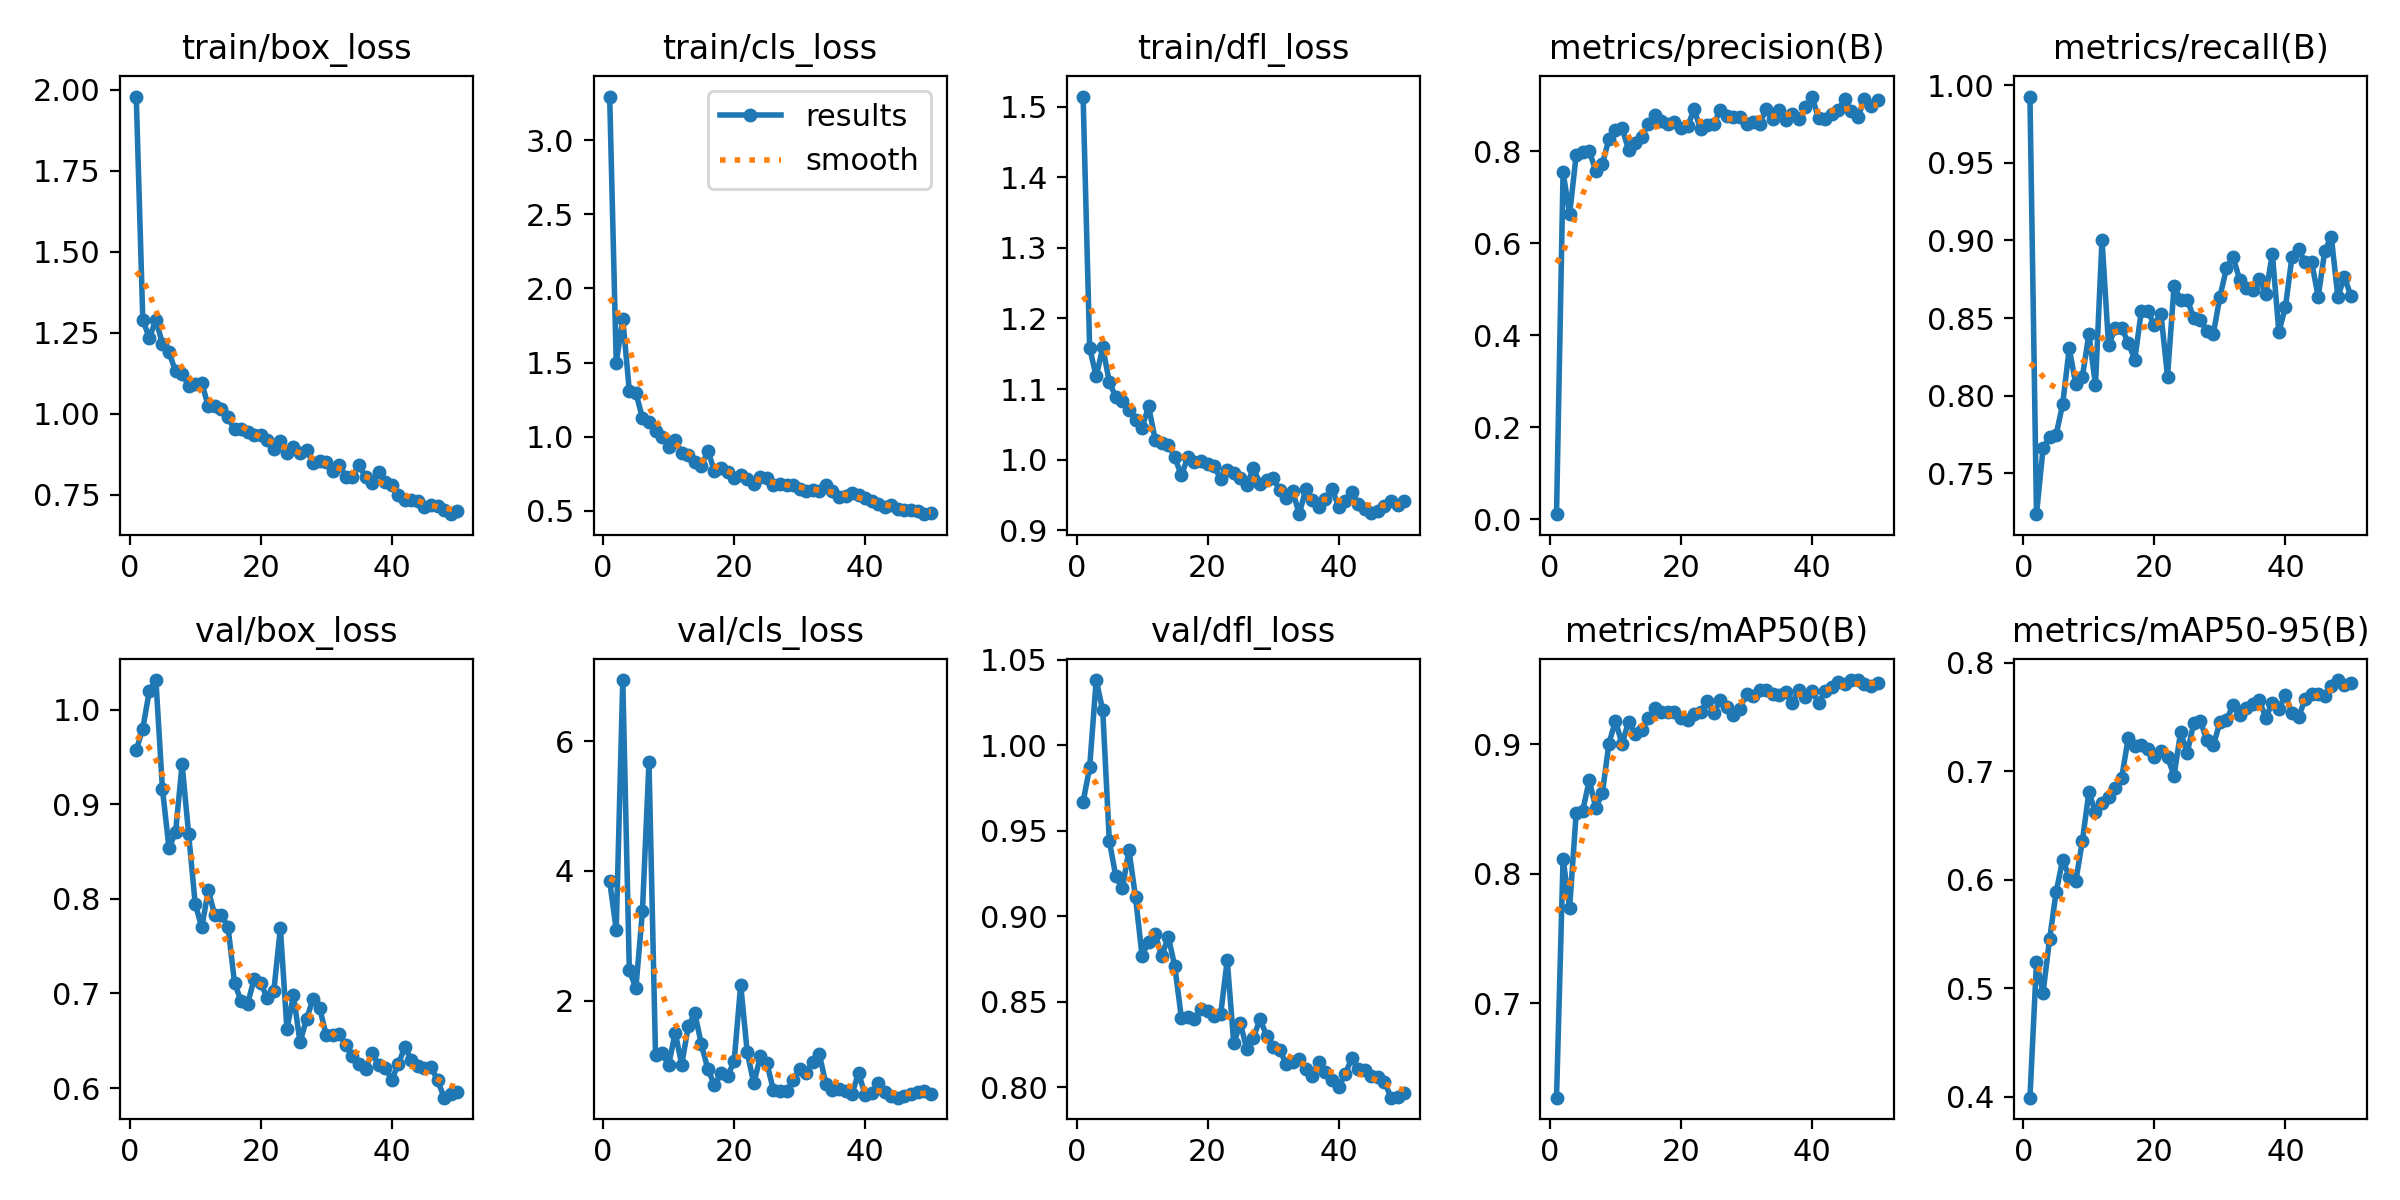 train/box_loss
2.00
1.75
1.50
1.25
1.00
0.75
0 20 40
train/cls_loss
results
smooth
3.0
2.5
2.0
1.5
1.0
0.5
0 20 40
train/dfl_loss
1.5
1.4
1.3
1.2
1.1
1.0
0.9
0 20 40
metrics/precision(B)
0.8
0.6
0.4
0.2
0.0
0 20 40
metrics/recall(B)
1.00
0.95
0.90
0.85
0.80
0.75
0 20 40
val/box_loss
1.0
0.9
0.8
0.7
0.6
0 20 40
val/cls_loss
6
4
2
0 20 40
val/dfl_loss
1.05
1.00
0.95
0.90
0.85
0.80
0 20 40
metrics/mAP50(B)
0.9
0.8
0.7
0 20 40
metrics/mAP50-95(B)
0.8
0.7
0.6
0.5
0.4
0 20 40